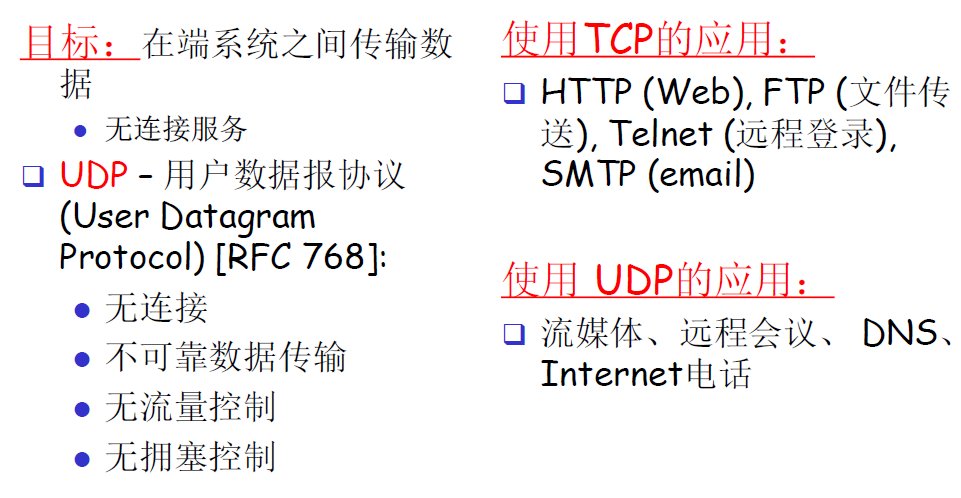 目标：在端系统之间传输数
据
无连接服务
UDP – 用户数据报协议
(User Datagram
Protocol) [RFC 768]:
无连接
不可靠数据传输
无流量控制
无拥塞控制
使用TCP的应用：
HTTP (Web), FTP (文件传
送), Telnet (远程登录),
SMTP (email)
使用 UDP的应用：
流媒体、远程会议、 DNS、
Internet电话